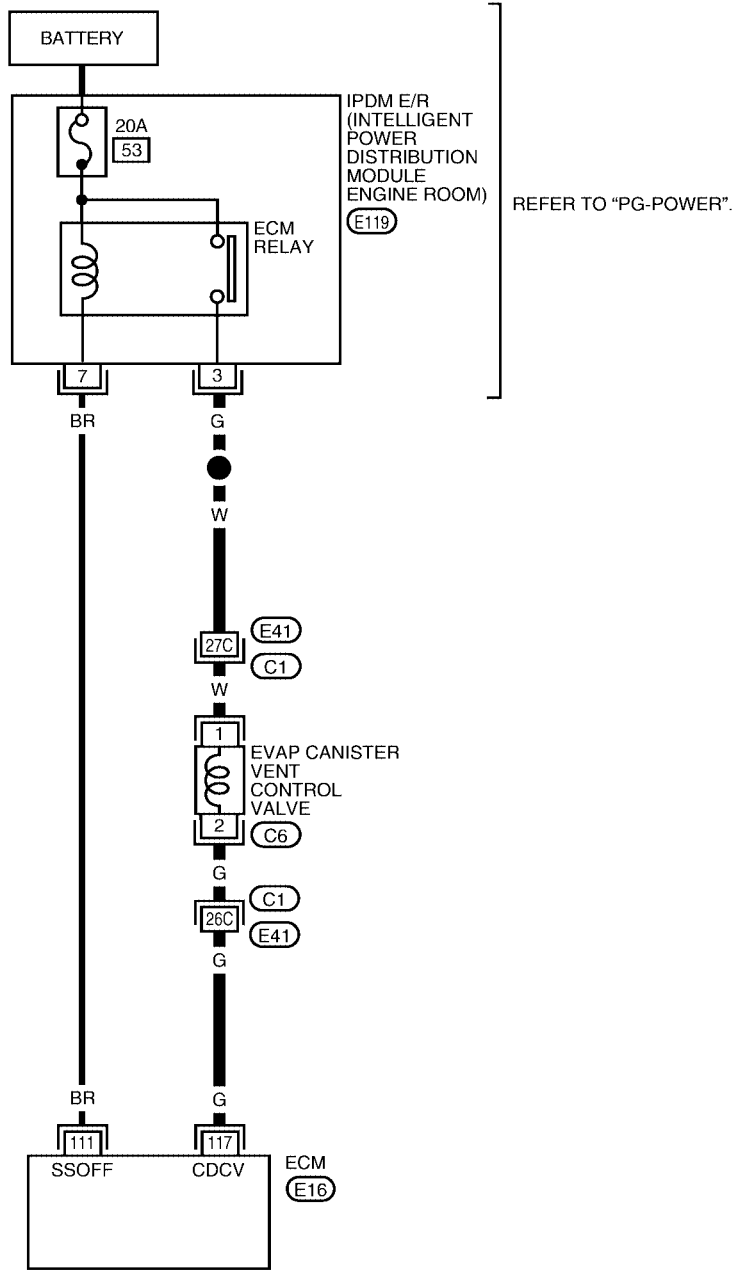 BATTERY
20A
53
IPDM E/R
(INTELLIGENT
POWER
DISTRIBUTION
MODULE
ENGINE ROOM)
E119
REFER TO “PG-POWER”.
ECM
RELAY
7
3
BR
G
W
27C
E41
C1
W
1
EVAP CANISTER
VENT
CONTROL
VALVE
2
C6
G
C1
26C
E41
G
BR
G
111
117
SSOFF
CDCV
ECM
E16